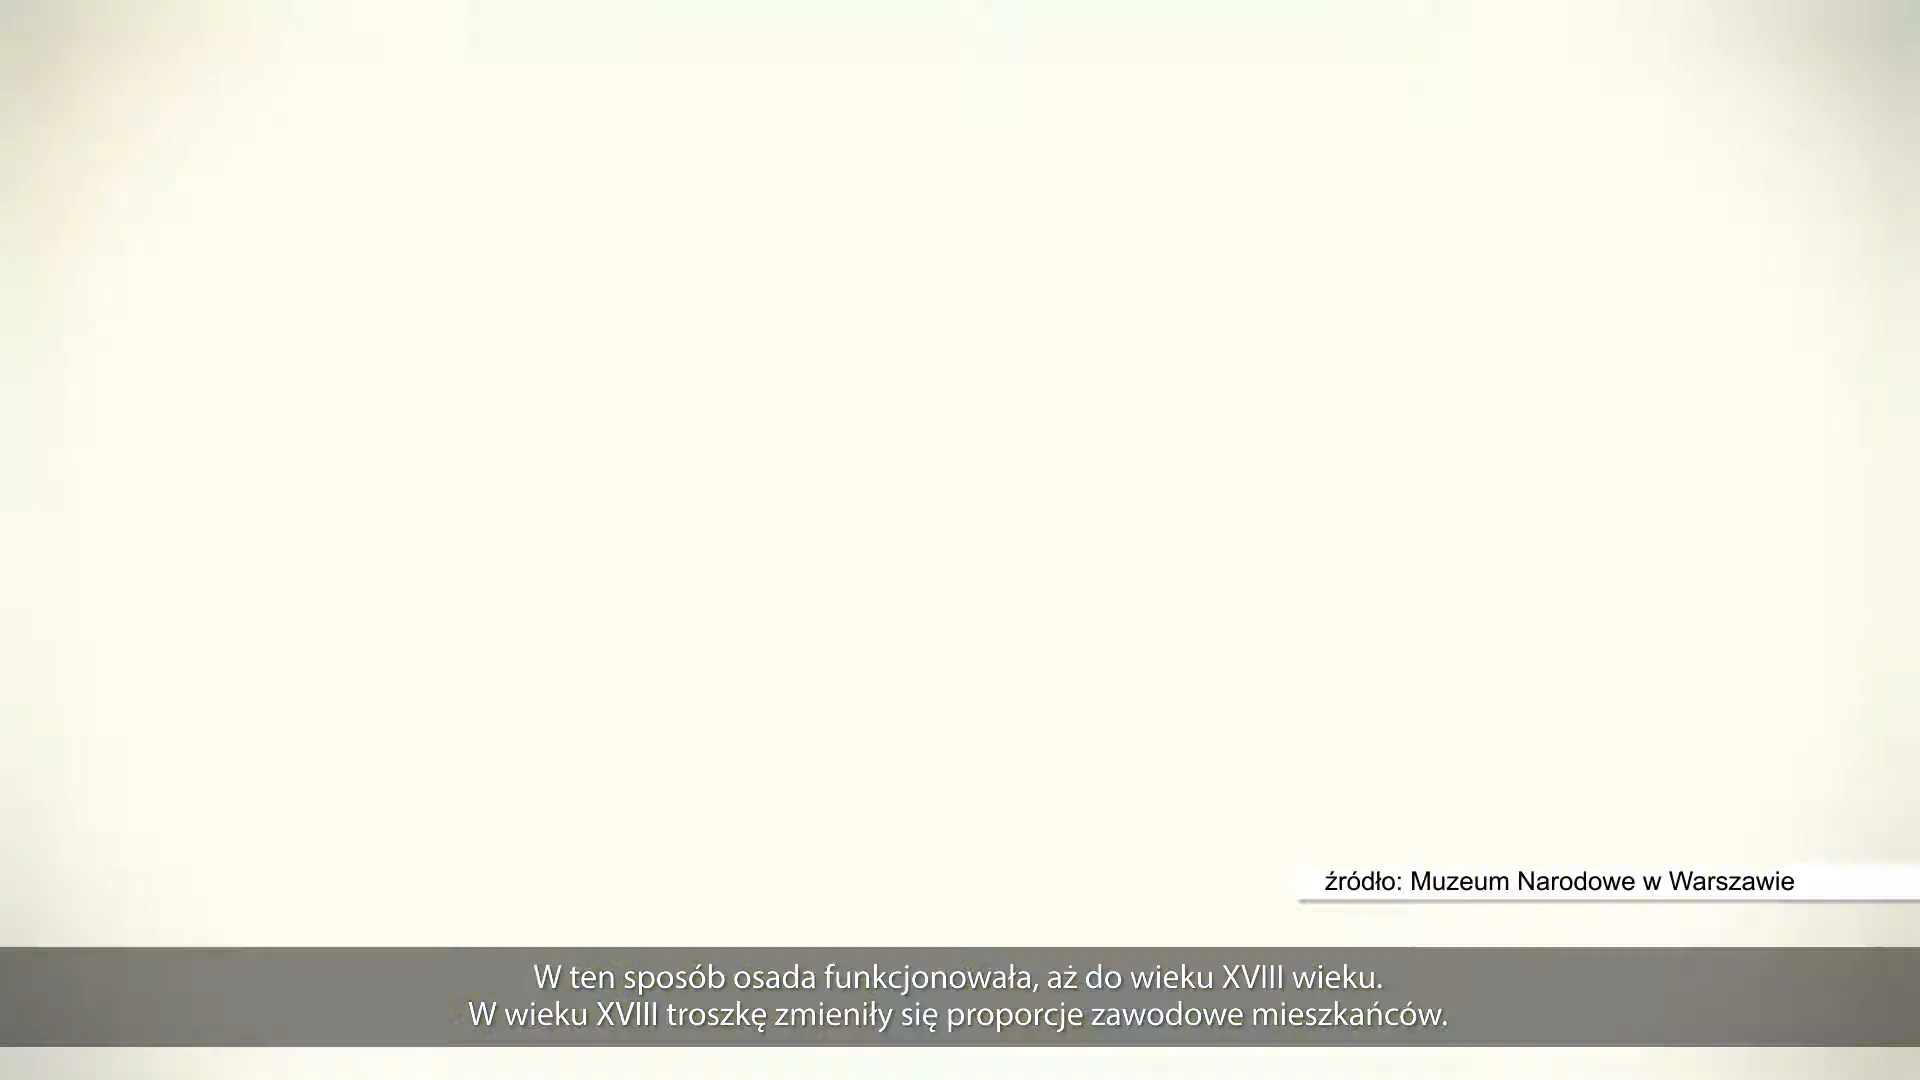 źródło: Muzeum Narodowe w Warszawie
W ten sposób osada funkcjonowała, aż do wieku XVIII wieku.
W wieku XVIII troszkę zmieniły się proporcje zawodowe mieszkańców.